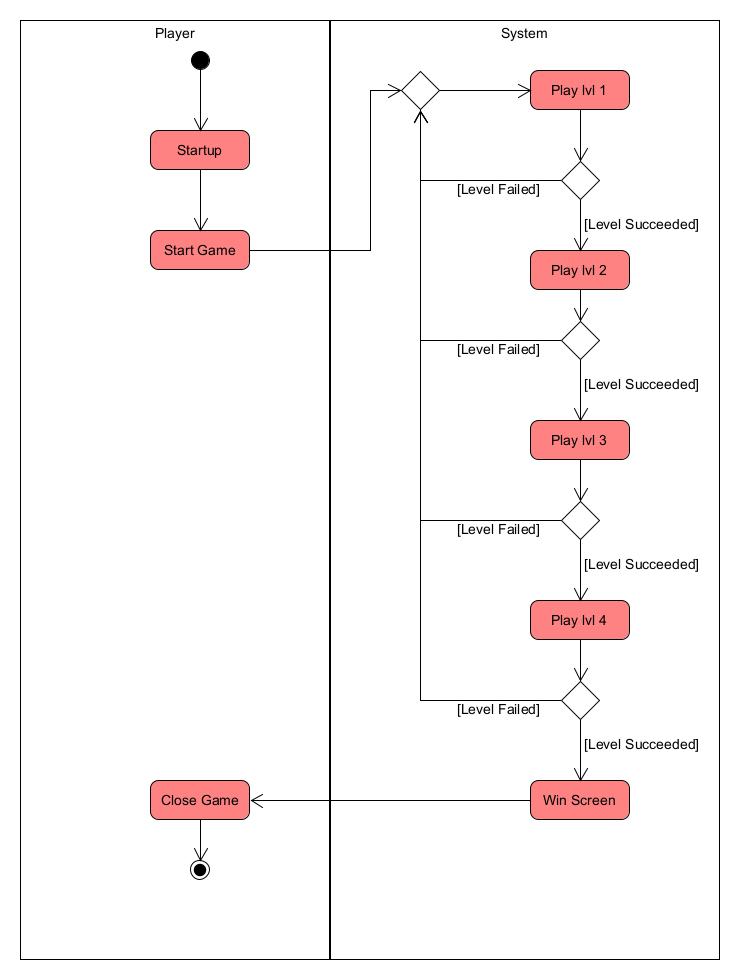 Player
System
Play lvl 1
Startup
[Level Failed]
[Level Succeeded]
Start Game
Play lvl 2
[Level Failed]
[Level Succeeded]
Play lvl 3
[Level Failed]
[Level Succeeded]
Play lvl 4
[Level Failed]
[Level Succeeded]
Close Game
Win Screen